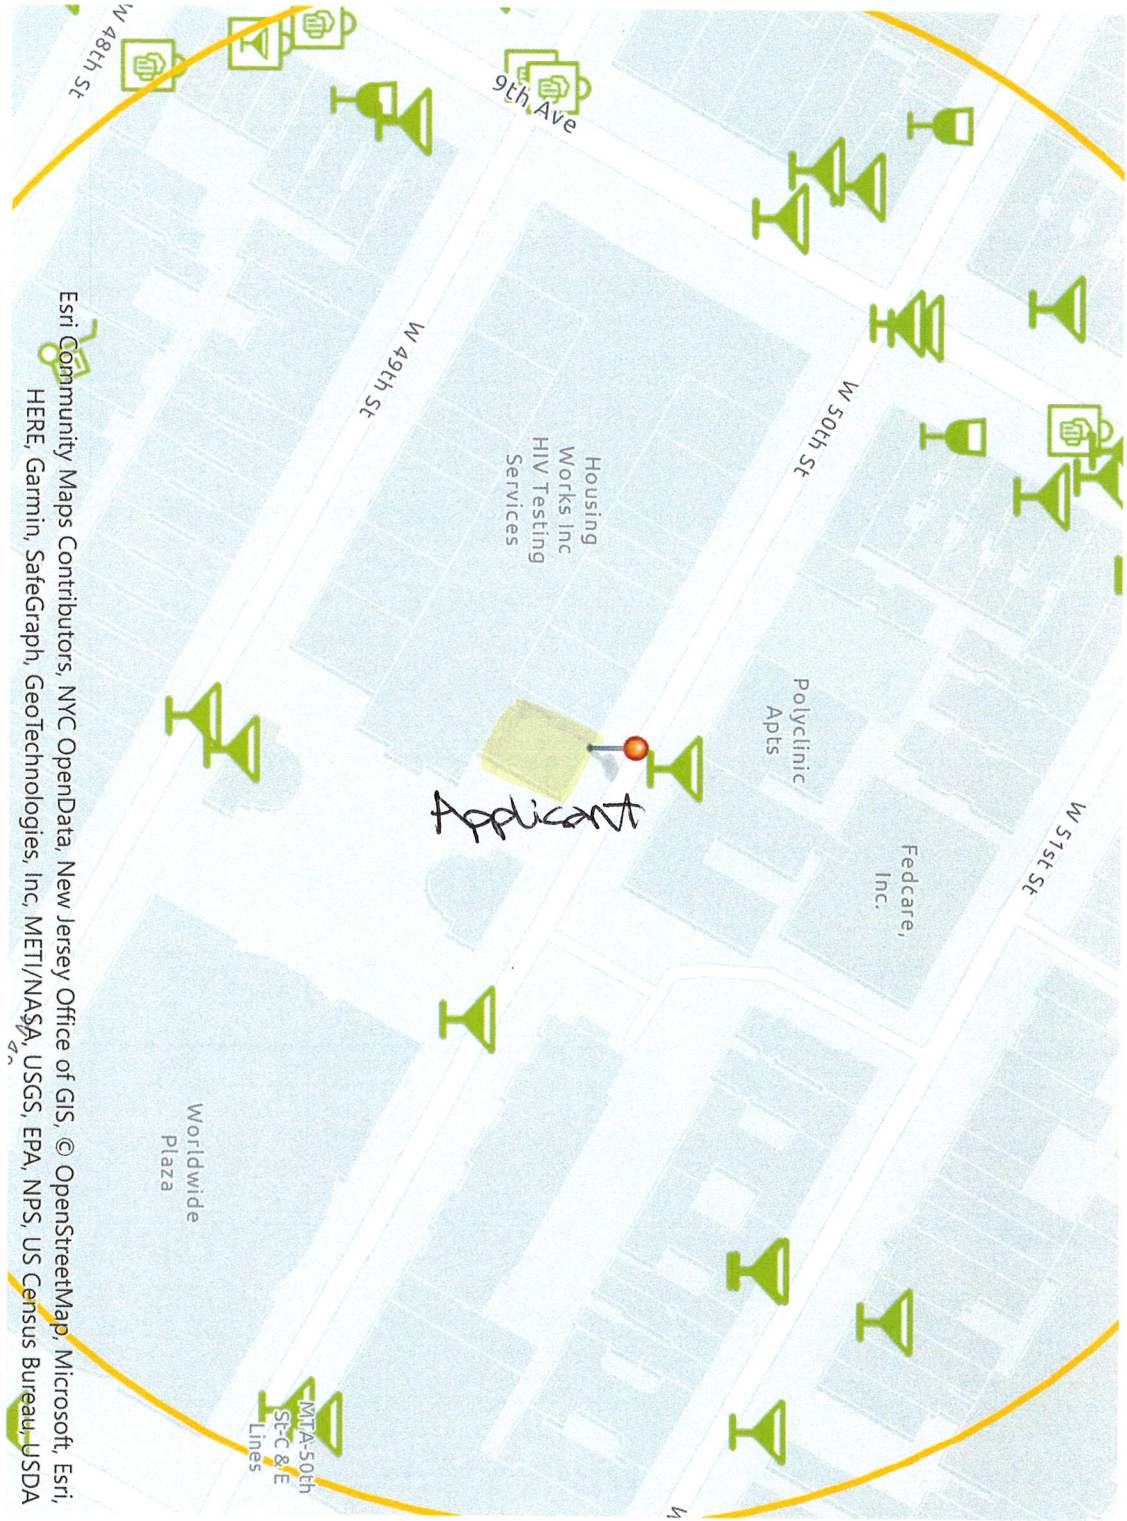 W 48th St
9th Ave
W 49th St
W 50th St
Housing
Works Inc
HIV Testing
Services
Polyclinic
Apts
Fedcare,
Inc.
W 51st St
Applicant
Worldwide
Plaza
MTA-50th
St-C & E
Lines
W
Esri Community Maps Contributors, NYC OpenData, New Jersey Office of GIS, © OpenStreetMap, Microsoft, Esri,
HERE, Garmin, SafeGraph, GeoTechnologies, Inc, METI/NASA, USGS, EPA, NPS, US Census Bureau, USDA